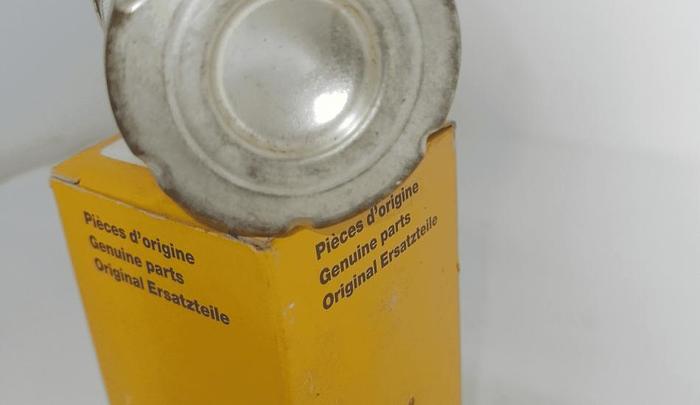 Pièces d'origine
Genuine parts
Original Ersatzteile
Pièces d'origine
Genuine parts
Original Ersatzteile